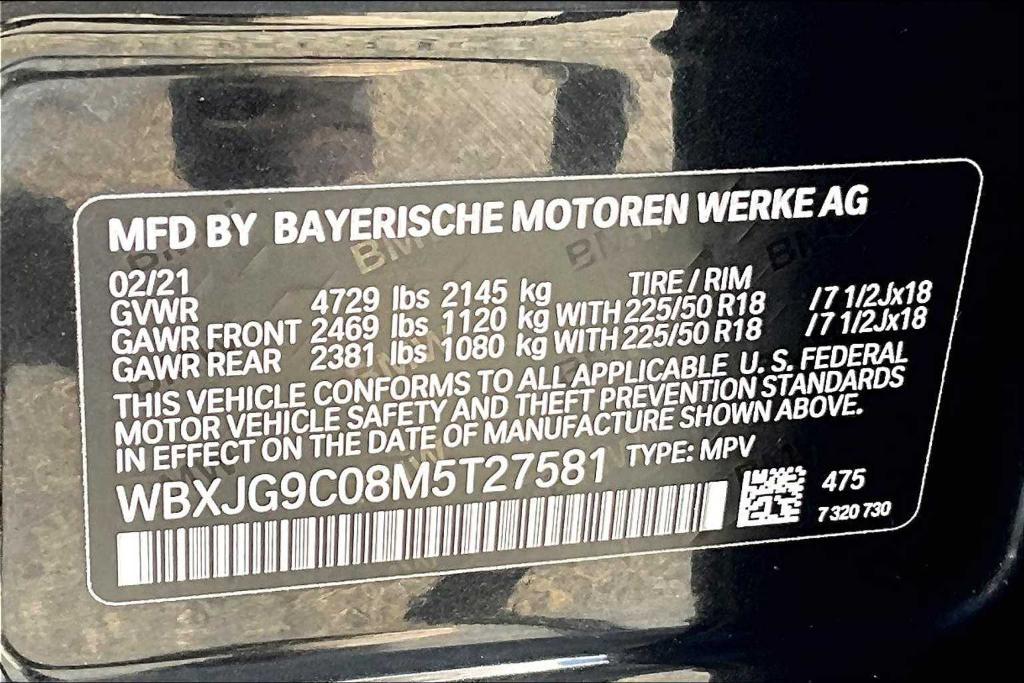 MFD BY BAYERISCHE MOTOREN WERKE AG
02/21 TIRE / RIM
GVWR 4729 lbs 2145 kg
GAWR FRONT 2469 lbs 1120 kg WITH 225/50 R18 /7 1/2Jx18
GAWR REAR 2381 lbs 1080 kg WITH 225/50 R18 /7 1/2Jx18
THIS VEHICLE CONFORMS TO ALL APPLICABLE U. S. FEDERAL
MOTOR VEHICLE SAFETY AND THEFT PREVENTION STANDARDS
IN EFFECT ON THE DATE OF MANUFACTURE SHOWN ABOVE.
WBXJG9C08M5T27581 TYPE: MPV
475
7 320 730